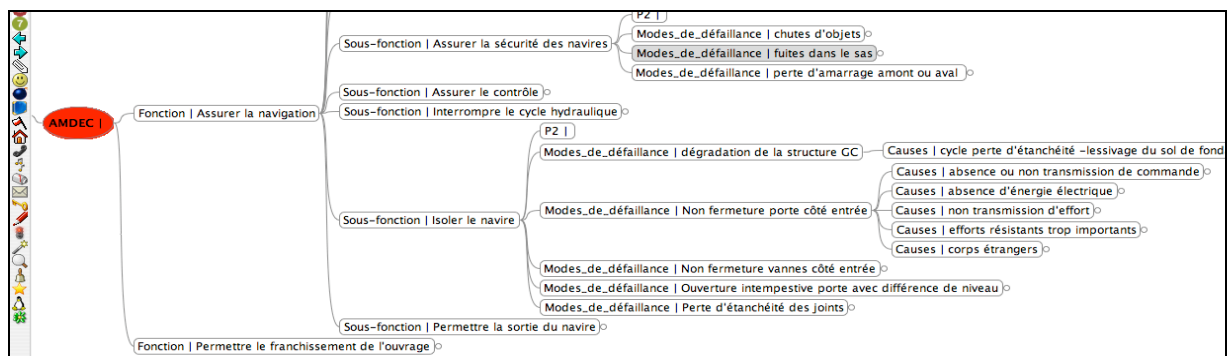 P2 |
Sous-fonction | Assurer la sécurité des navires
Modes_de_défaillance | chutes d'objets
Modes_de_défaillance | fuites dans le sas
Modes_de_défaillance | perte d'amarrage amont ou aval
Sous-fonction | Assurer le contrôle
Fonction | Assurer la navigation
Sous-fonction | Interrompre le cycle hydraulique
AMDEC |
P2 |
Modes_de_défaillance | dégradation de la structure GC
Causes | cycle perte d'étanchéité -lessivage du sol de fond
Causes | absence ou non transmission de commande
Causes | absence d'énergie électrique
Sous-fonction | Isoler le navire
Modes_de_défaillance | Non fermeture porte côté entrée
Causes | non transmission d'effort
Causes | efforts résistants trop importants
Causes | corps étrangers
Modes_de_défaillance | Non fermeture vannes côté entrée
Modes_de_défaillance | Ouverture intempestive porte avec différence de niveau
Modes_de_défaillance | Perte d'étanchéité des joints
Sous-fonction | Permettre la sortie du navire
Fonction | Permettre le franchissement de l'ouvrage